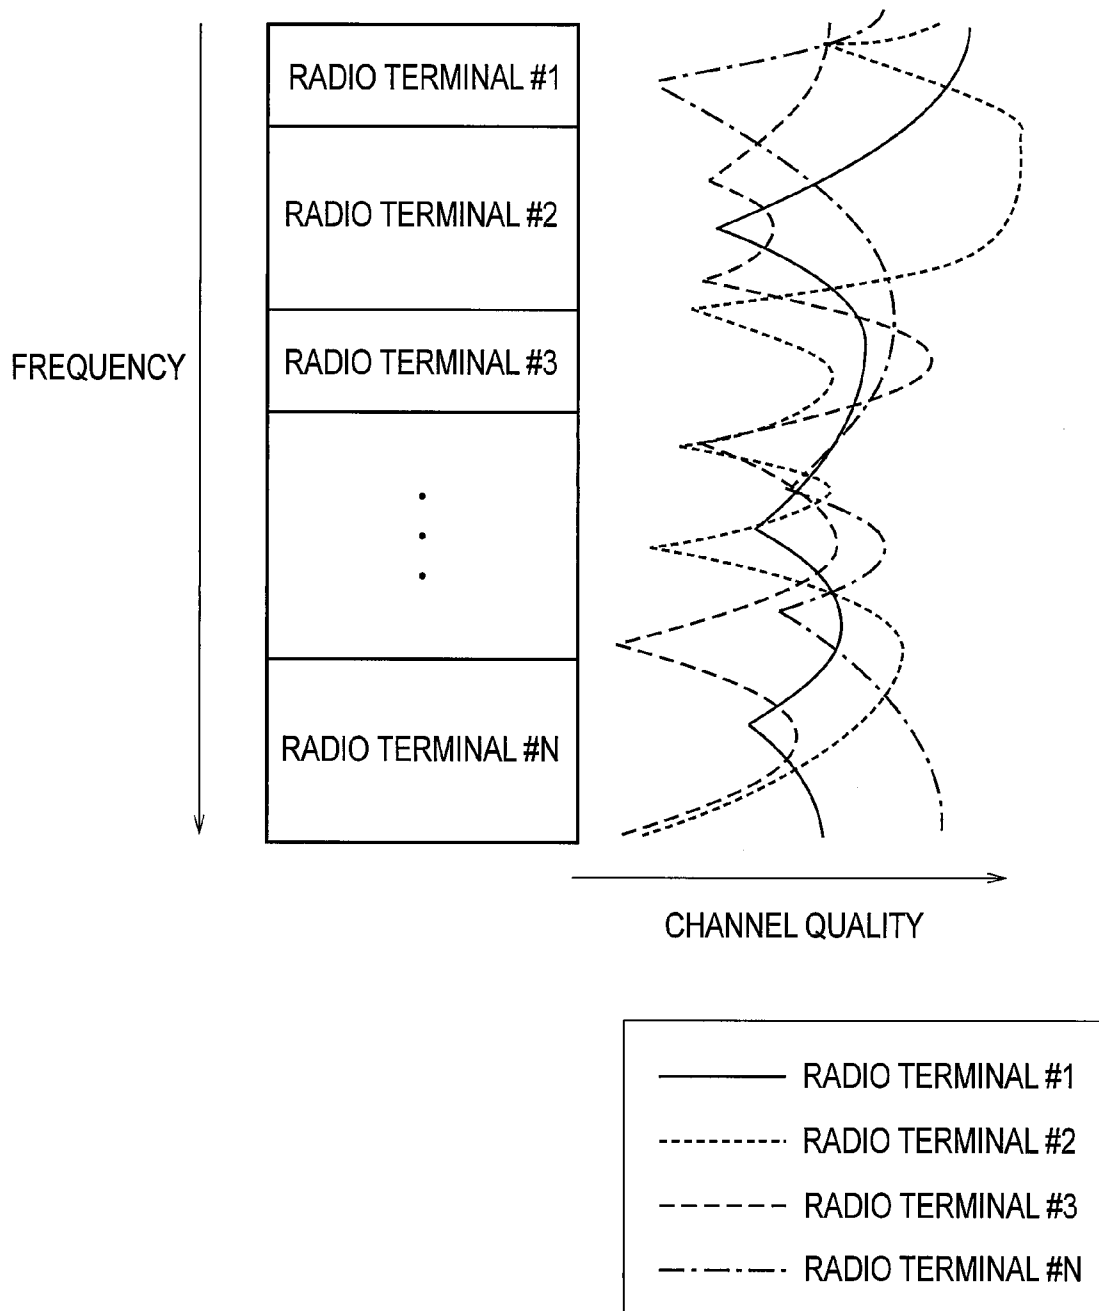 RADIO TERMINAL #1
RADIO TERMINAL #2
FREQUENCY
RADIO TERMINAL #3
RADIO TERMINAL #N
CHANNEL QUALITY
RADIO TERMINAL #1
RADIO TERMINAL #2
RADIO TERMINAL #3
RADIO TERMINAL #N